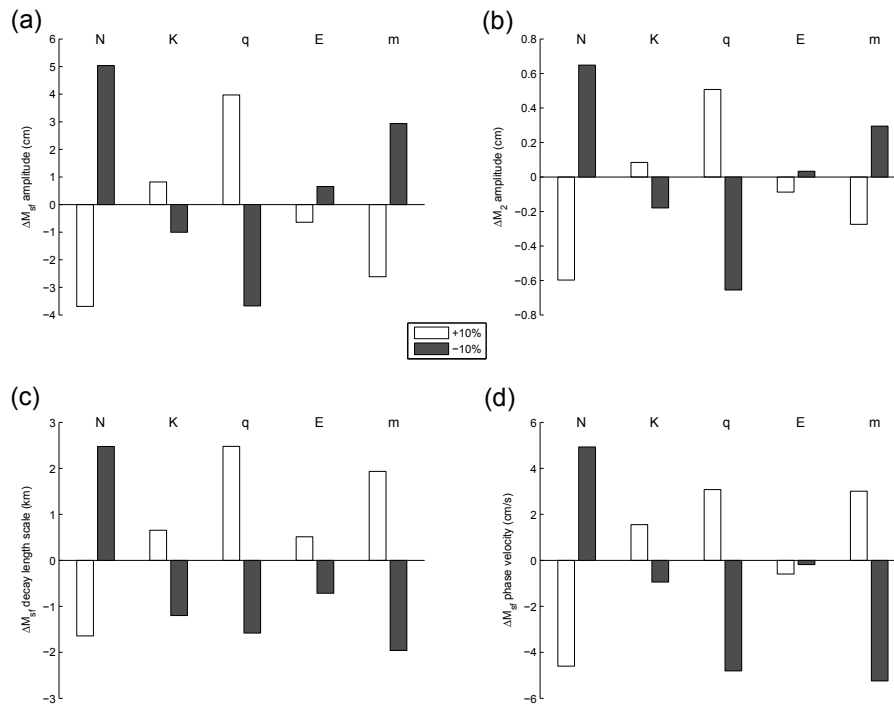 (a)
N K q E m
5
4
3
2
1
0
−1
−2
−3
−4
ΔMsf amplitude (cm)
(b)
N K q E m
0.8
0.6
0.4
0.2
0
−0.2
−0.4
−0.6
−0.8
ΔM2 amplitude (cm)
+10%
−10%
(c)
N K q E m
3
2
1
0
−1
−2
−3
ΔMsf decay length scale (km)
(d)
N K q E m
6
4
2
0
−2
−4
−6
ΔMsf phase velocity (cm/s)